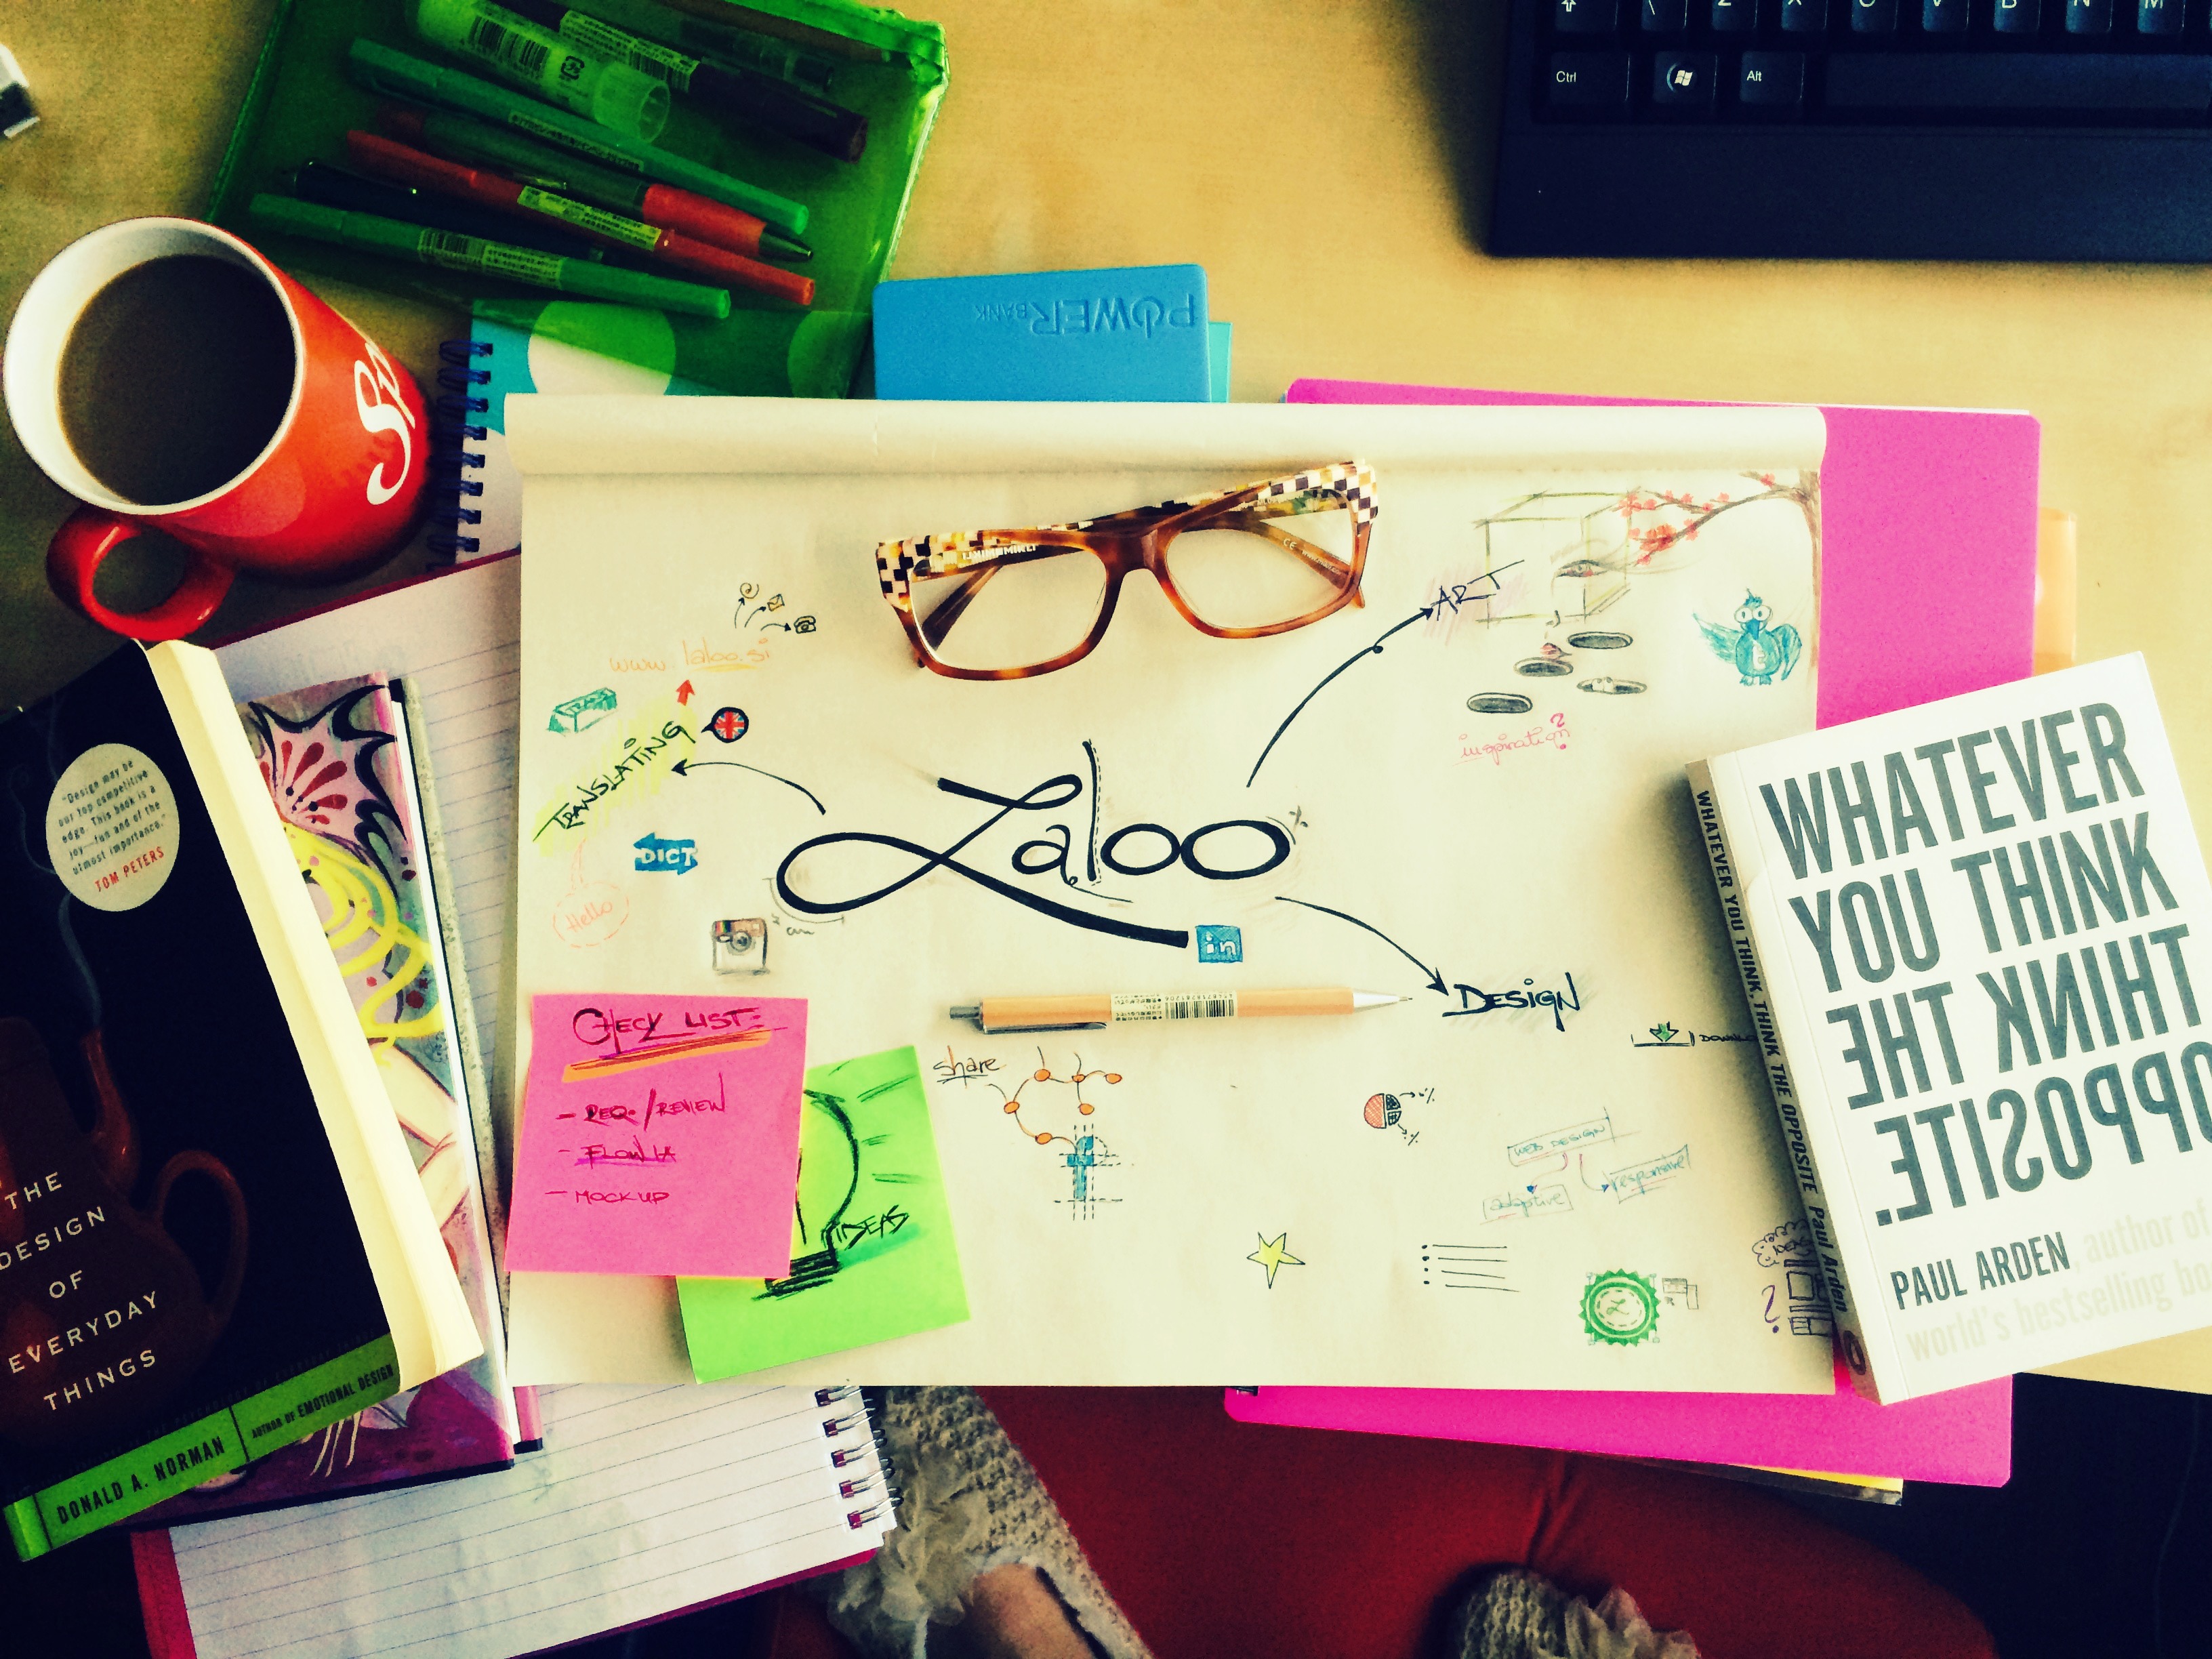 Ctrl
Alt
\
Z
X
C
V
B
N
M
POWER
BANK
www.laloo.si
TRANSLATING
DICT
Hello
Laloo
in
ART
inspiration?
DESIGN
DOWNLO
share
WEB DESIGN
adaptive
responsive
IDEAS
CHECK LIST:
- REQ. / REVIEW
- FLOW IA
- MOCKUP
IDEAS
"Design may be
our top competitive
edge. This book is a
joy—fun and of the
utmost importance."
TOM PETERS
THE
DESIGN
OF
EVERYDAY
THINGS
DONALD A. NORMAN
AUTHOR OF EMOTIONAL DESIGN
WHATEVER
YOU THINK
THINK THE
OPPOSITE.
PAUL ARDEN, author of
world's bestselling bo
WHATEVER YOU THINK, THINK THE OPPOSITE Paul Arden